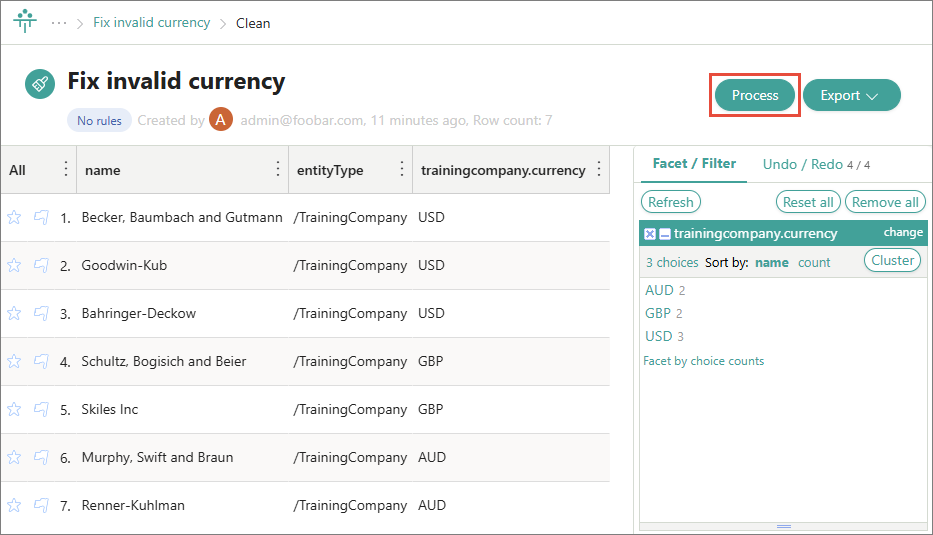 ··· > Fix invalid currency > Clean
Fix invalid currency
Process
Export
No rules Created by A admin@foobar.com, 11 minutes ago, Row count: 7
All name entityType trainingcompany.currency
1. Becker, Baumbach and Gutmann /TrainingCompany USD
2. Goodwin-Kub /TrainingCompany USD
3. Bahringer-Deckow /TrainingCompany USD
4. Schultz, Bogisich and Beier /TrainingCompany GBP
5. Skiles Inc /TrainingCompany GBP
6. Murphy, Swift and Braun /TrainingCompany AUD
7. Renner-Kuhlman /TrainingCompany AUD
Facet / Filter Undo / Redo 4 / 4
Refresh Reset all Remove all
trainingcompany.currency change
3 choices Sort by: name count Cluster
AUD 2
GBP 2
USD 3
Facet by choice counts